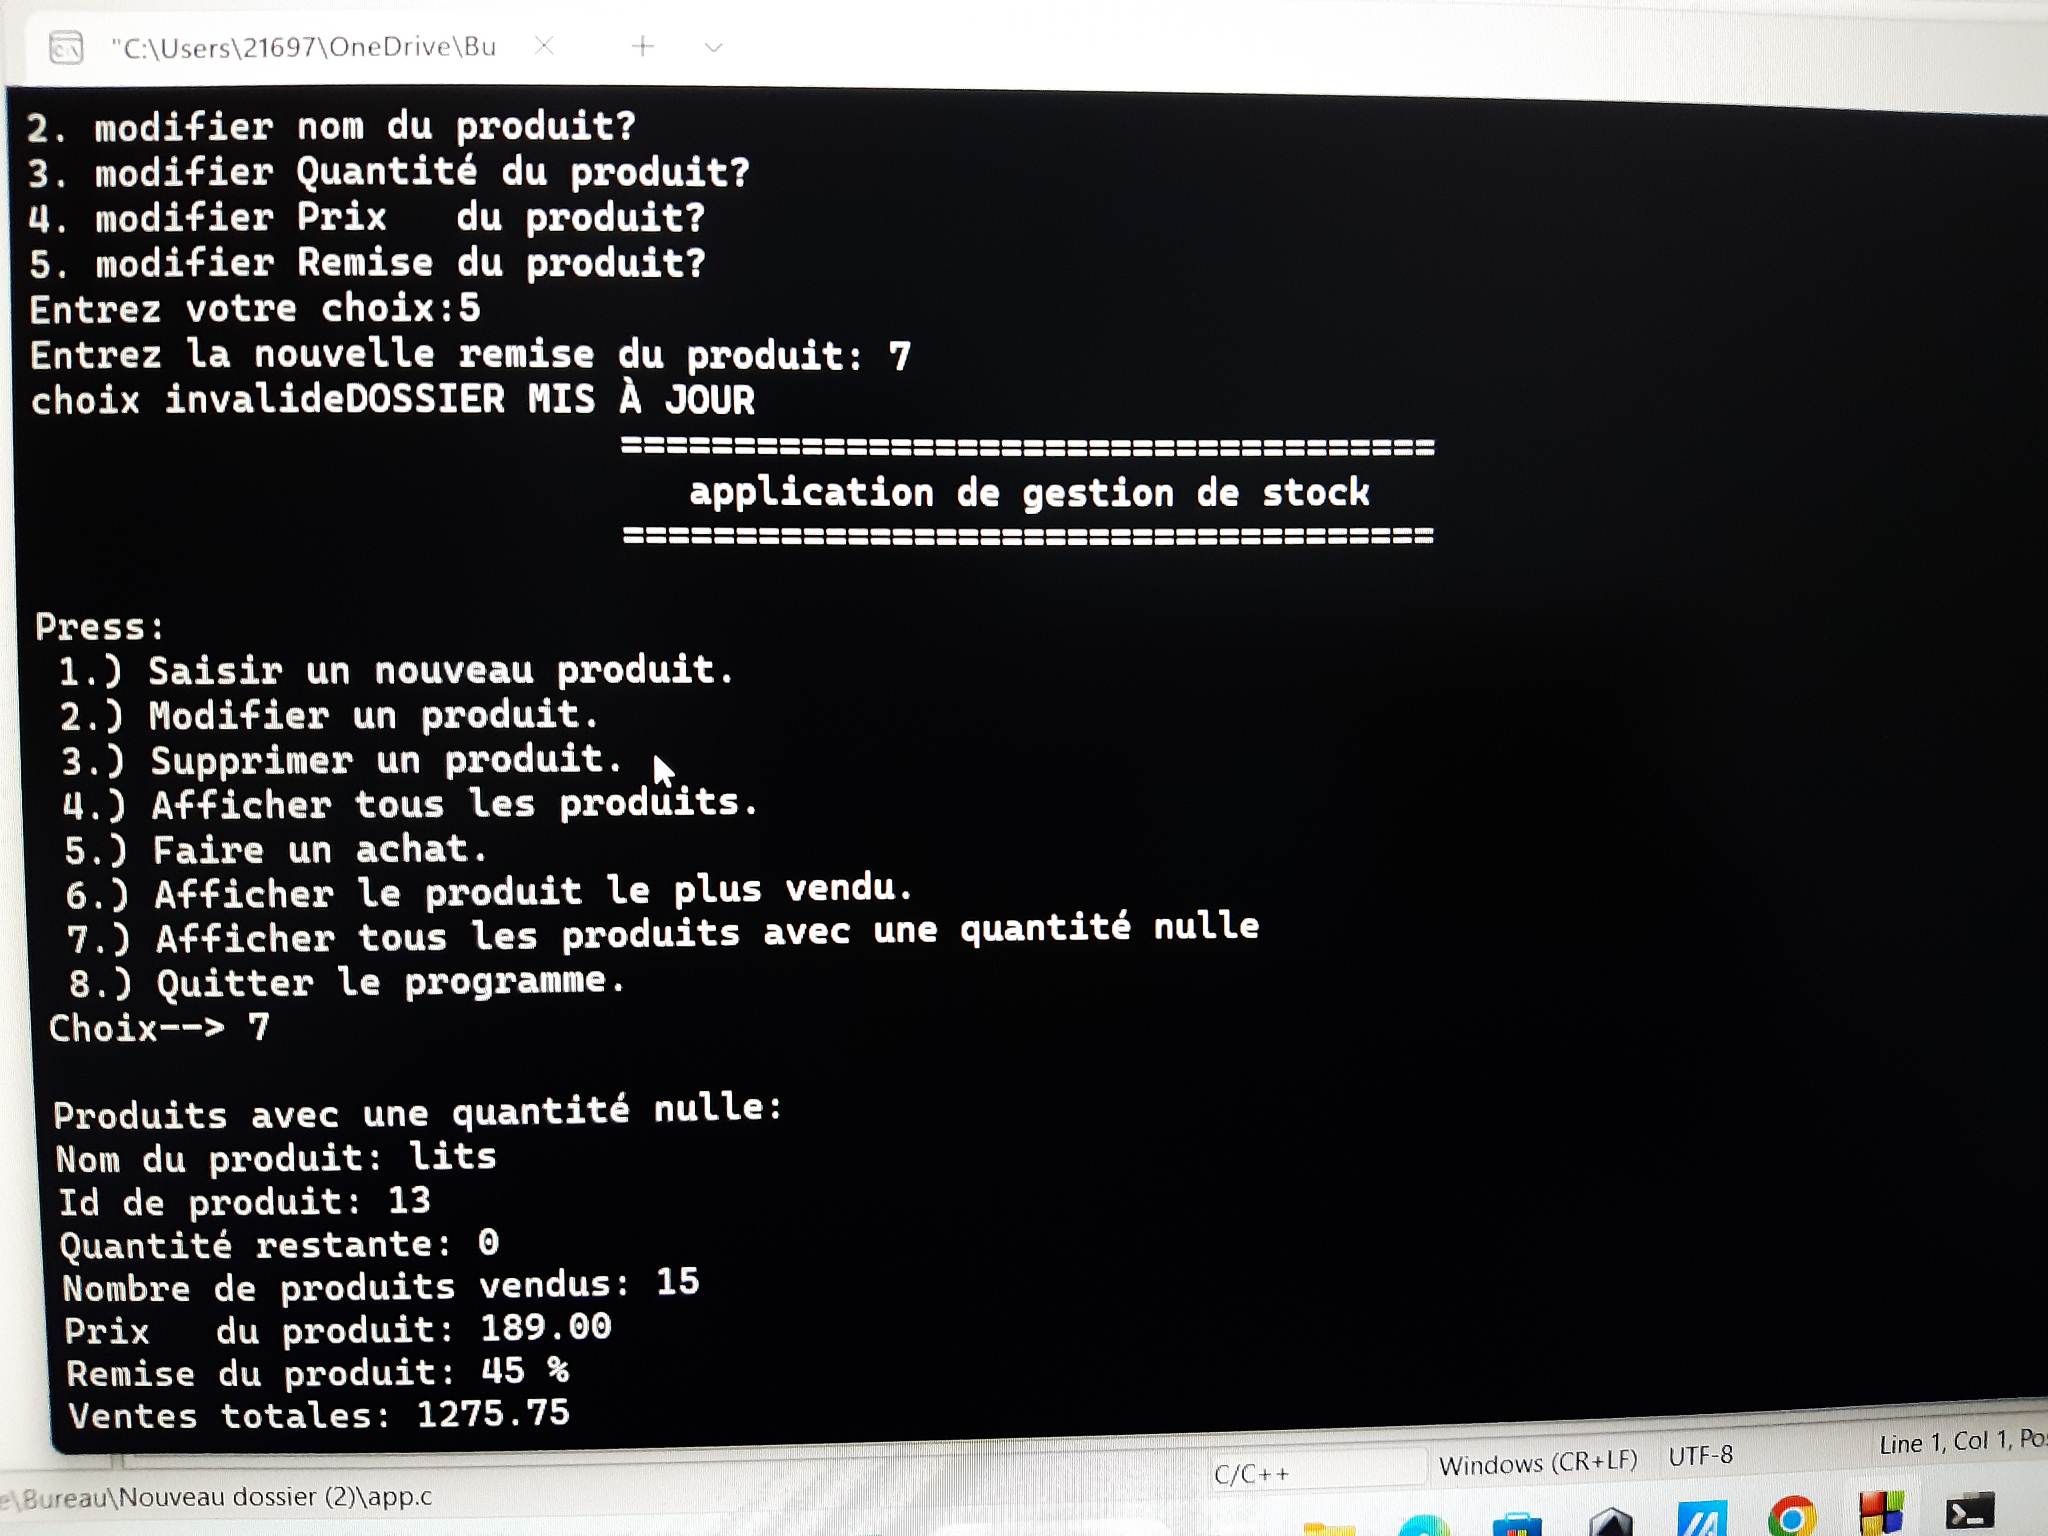 "C:\Users\21697\OneDrive\Bu
2. modifier nom du produit?
3. modifier Quantité du produit?
4. modifier Prix   du produit?
5. modifier Remise du produit?
Entrez votre choix:5
Entrez la nouvelle remise du produit: 7
choix invalideDOSSIER MIS À JOUR
====================================
application de gestion de stock
====================================
Press:
1.) Saisir un nouveau produit.
2.) Modifier un produit.
3.) Supprimer un produit.
4.) Afficher tous les produits.
5.) Faire un achat.
6.) Afficher le produit le plus vendu.
7.) Afficher tous les produits avec une quantité nulle
8.) Quitter le programme.
Choix--> 7
Produits avec une quantité nulle:
Nom du produit: lits
Id de produit: 13
Quantité restante: 0
Nombre de produits vendus: 15
Prix   du produit: 189.00
Remise du produit: 45 %
Ventes totales: 1275.75
C/C++ Windows (CR+LF) UTF-8 Line 1, Col 1, Po
e\Bureau\Nouveau dossier (2)\app.c